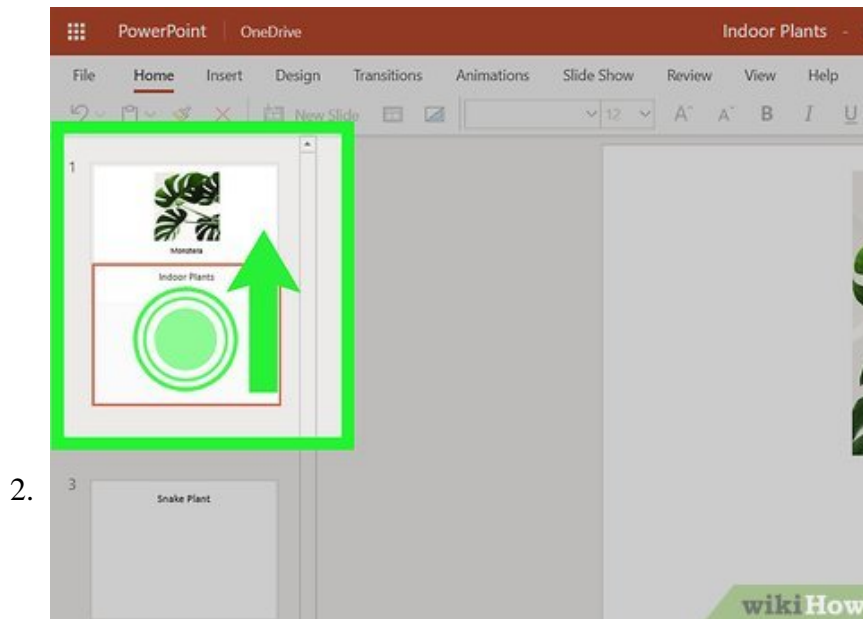 PowerPoint OneDrive Indoor Plants -
File Home Insert Design Transitions Animations Slide Show Review View Help
New Slide 12 A A B I U
1
Monstera
Indoor Plants
2.
3
Snake Plant
wikiHow